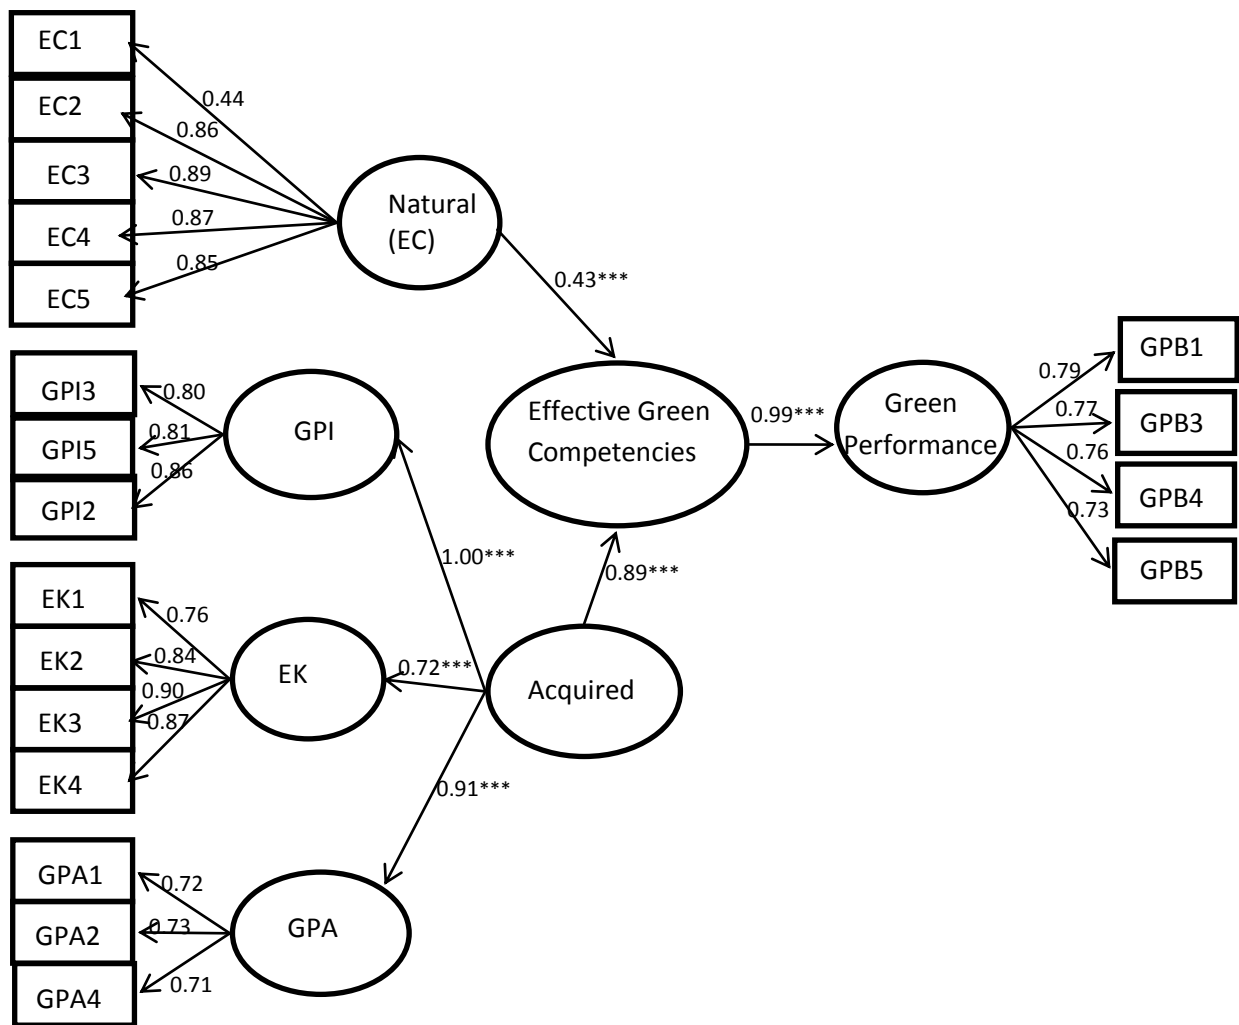 EC1
EC2
EC3
EC4
EC5
0.44
0.86
0.89
0.87
0.85
Natural
(EC)
0.43***
GPI3
GPI5
GPI2
0.80
0.81
0.86
GPI
Effective Green
Competencies
0.99***
Green
Performance
0.79
0.77
0.76
0.73
GPB1
GPB3
GPB4
GPB5
1.00***
0.89***
EK1
EK2
EK3
EK4
0.76
0.84
0.90
0.87
EK
0.72***
Acquired
0.91***
GPA1
GPA2
GPA4
0.72
0.73
0.71
GPA